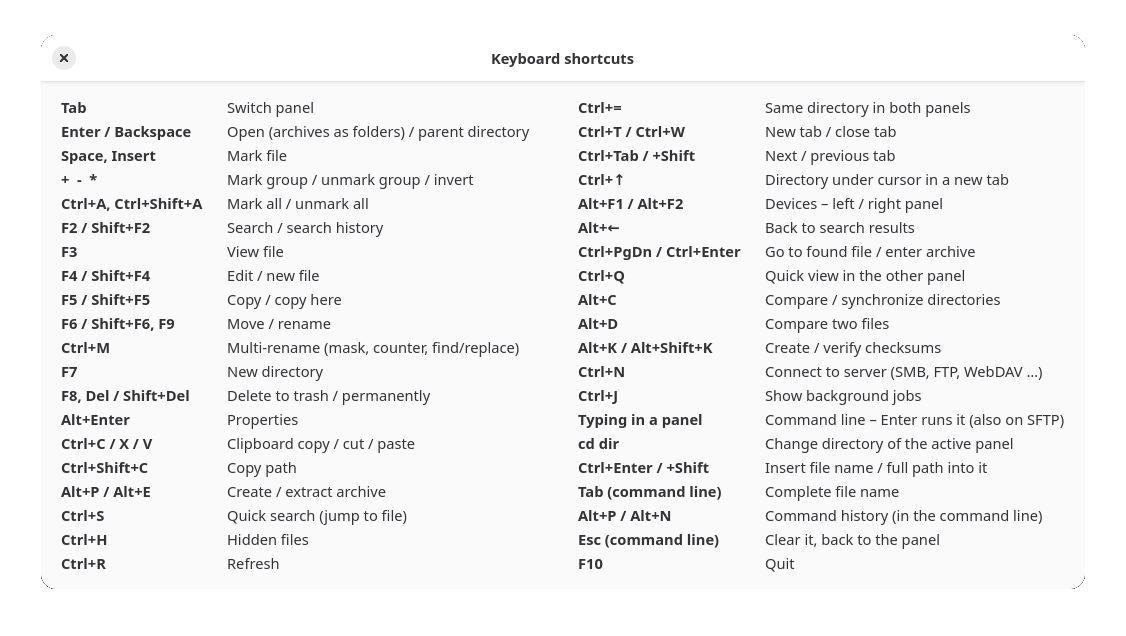 Keyboard shortcuts
Tab Switch panel
Enter / Backspace Open (archives as folders) / parent directory
Space, Insert Mark file
+ - * Mark group / unmark group / invert
Ctrl+A, Ctrl+Shift+A Mark all / unmark all
F2 / Shift+F2 Search / search history
F3 View file
F4 / Shift+F4 Edit / new file
F5 / Shift+F5 Copy / copy here
F6 / Shift+F6, F9 Move / rename
Ctrl+M Multi-rename (mask, counter, find/replace)
F7 New directory
F8, Del / Shift+Del Delete to trash / permanently
Alt+Enter Properties
Ctrl+C / X / V Clipboard copy / cut / paste
Ctrl+Shift+C Copy path
Alt+P / Alt+E Create / extract archive
Ctrl+S Quick search (jump to file)
Ctrl+H Hidden files
Ctrl+R Refresh
Ctrl+= Same directory in both panels
Ctrl+T / Ctrl+W New tab / close tab
Ctrl+Tab / +Shift Next / previous tab
Ctrl+↑ Directory under cursor in a new tab
Alt+F1 / Alt+F2 Devices – left / right panel
Alt+← Back to search results
Ctrl+PgDn / Ctrl+Enter Go to found file / enter archive
Ctrl+Q Quick view in the other panel
Alt+C Compare / synchronize directories
Alt+D Compare two files
Alt+K / Alt+Shift+K Create / verify checksums
Ctrl+N Connect to server (SMB, FTP, WebDAV ...)
Ctrl+J Show background jobs
Typing in a panel Command line – Enter runs it (also on SFTP)
cd dir Change directory of the active panel
Ctrl+Enter / +Shift Insert file name / full path into it
Tab (command line) Complete file name
Alt+P / Alt+N Command history (in the command line)
Esc (command line) Clear it, back to the panel
F10 Quit